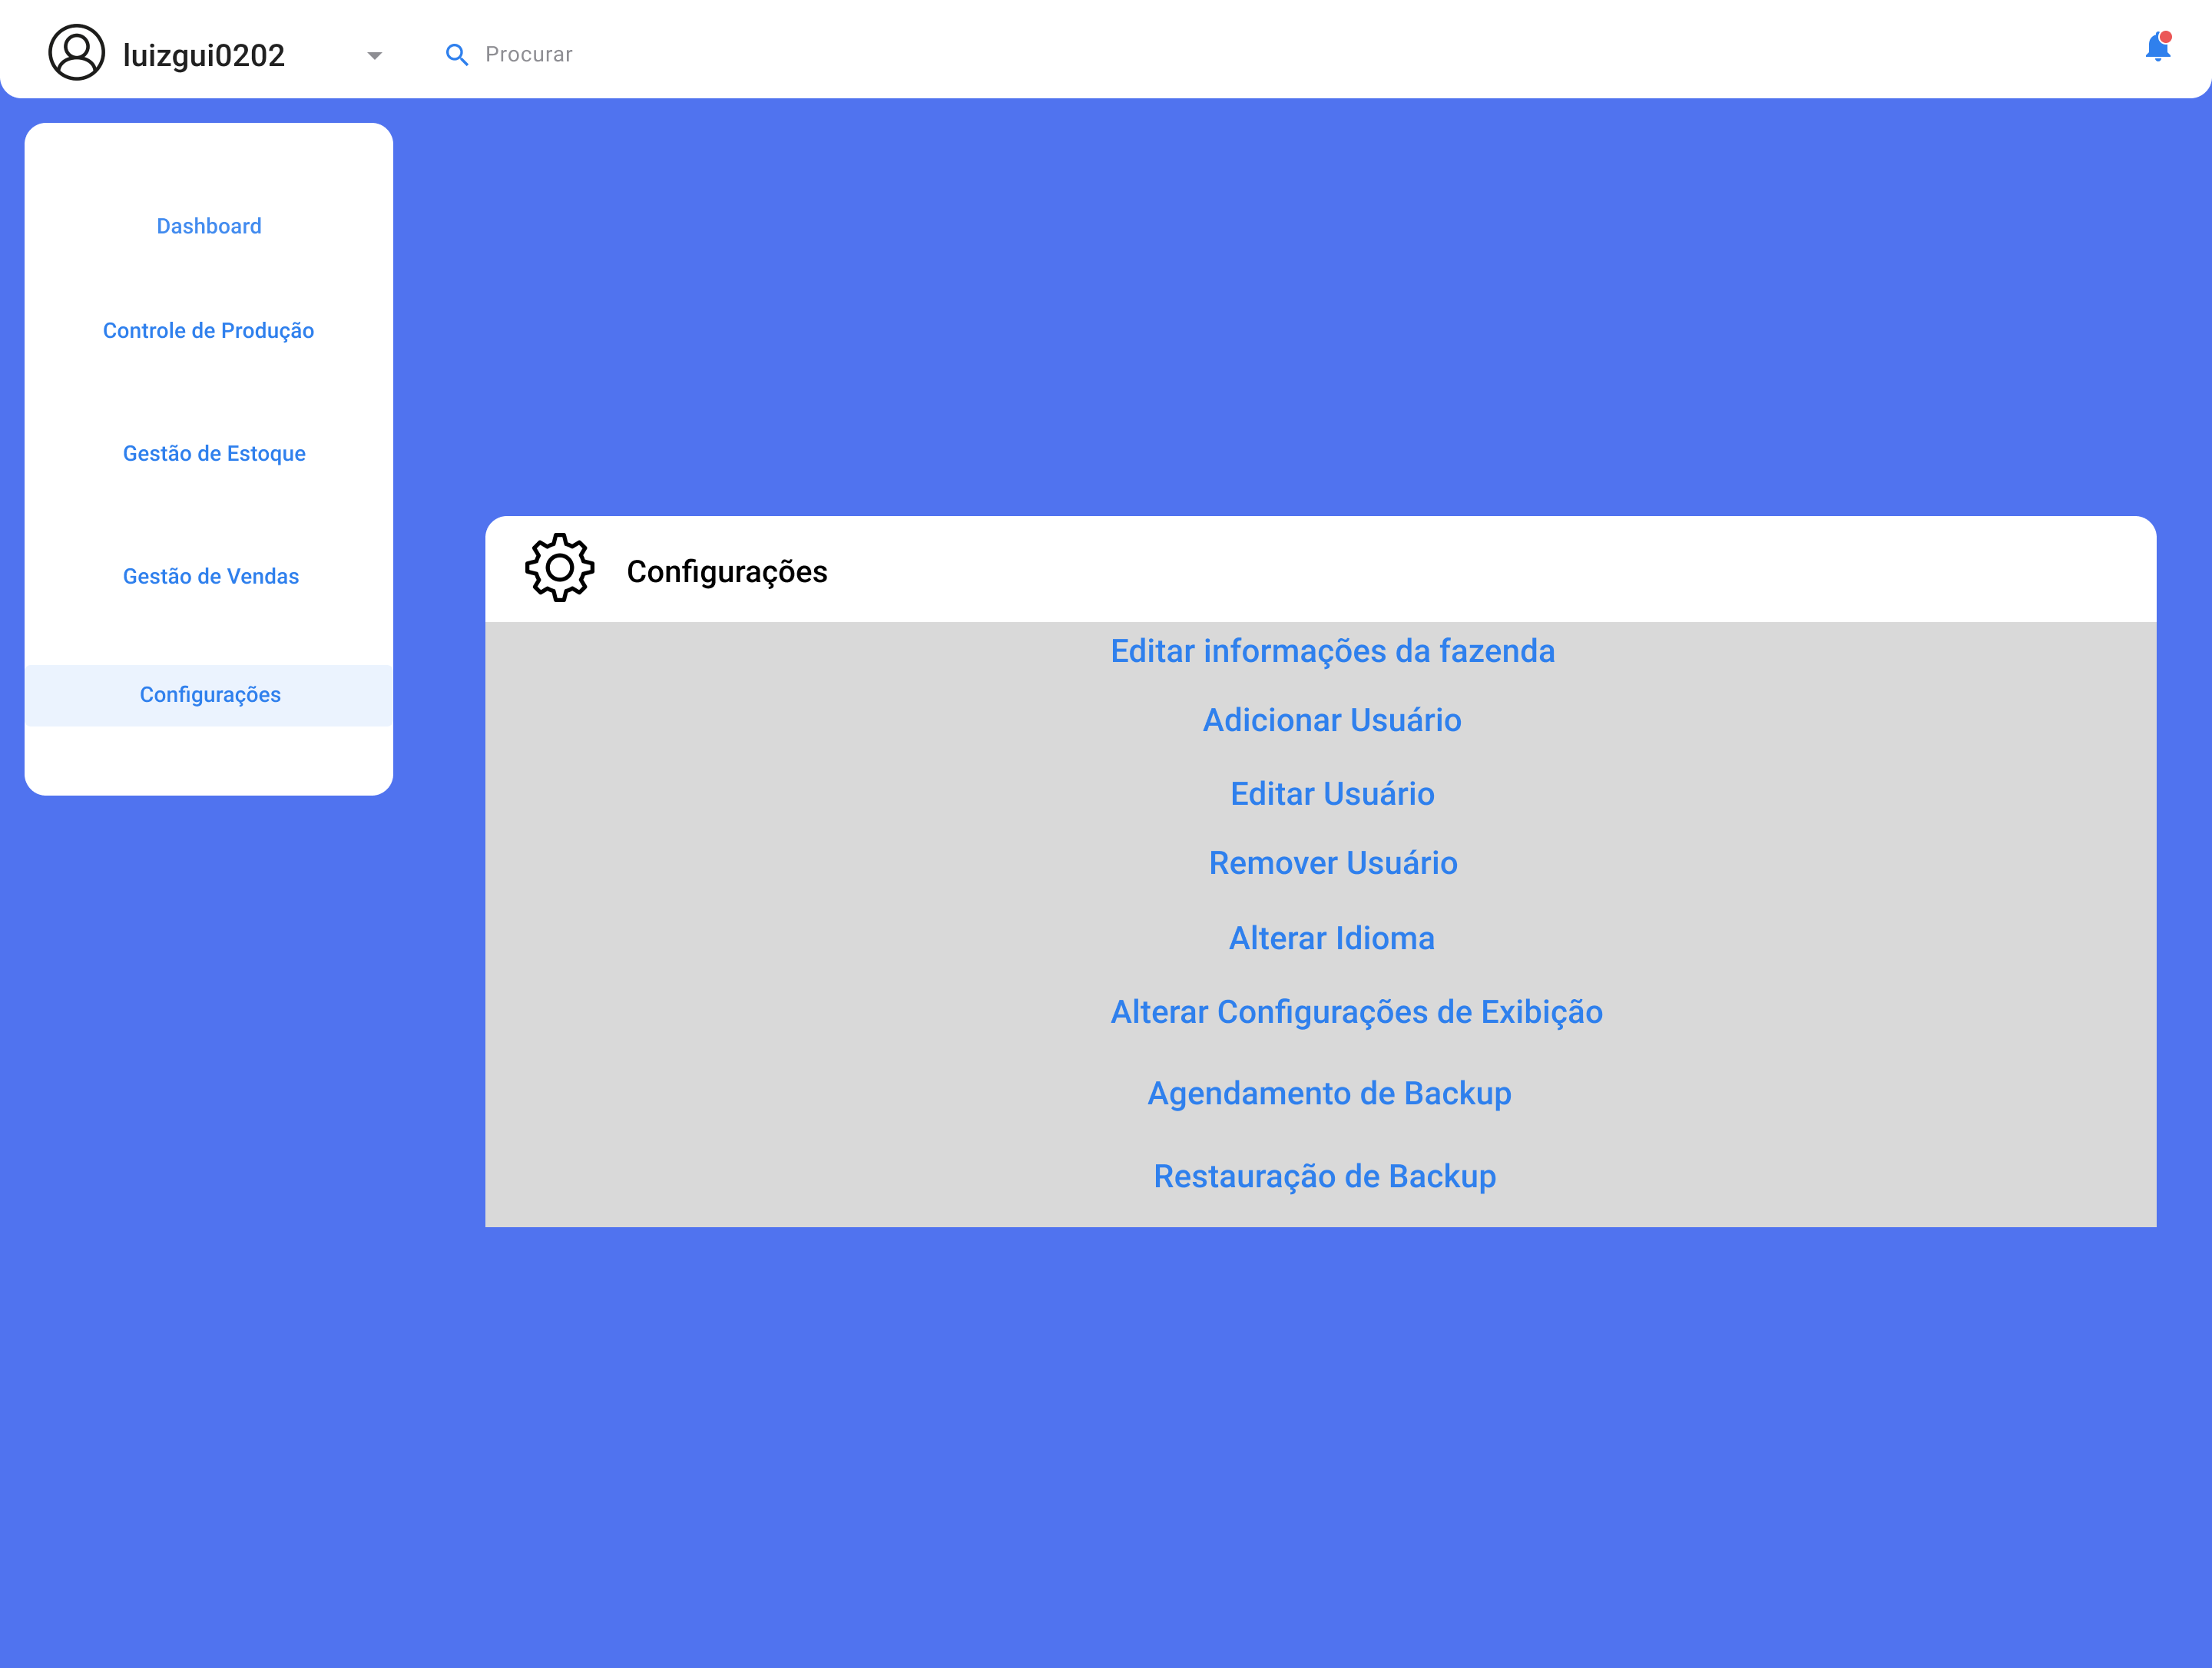 luizgui0202
Procurar
Dashboard
Controle de Produção
Gestão de Estoque
Gestão de Vendas
Configurações
Configurações
Editar informações da fazenda
Adicionar Usuário
Editar Usuário
Remover Usuário
Alterar Idioma
Alterar Configurações de Exibição
Agendamento de Backup
Restauração de Backup